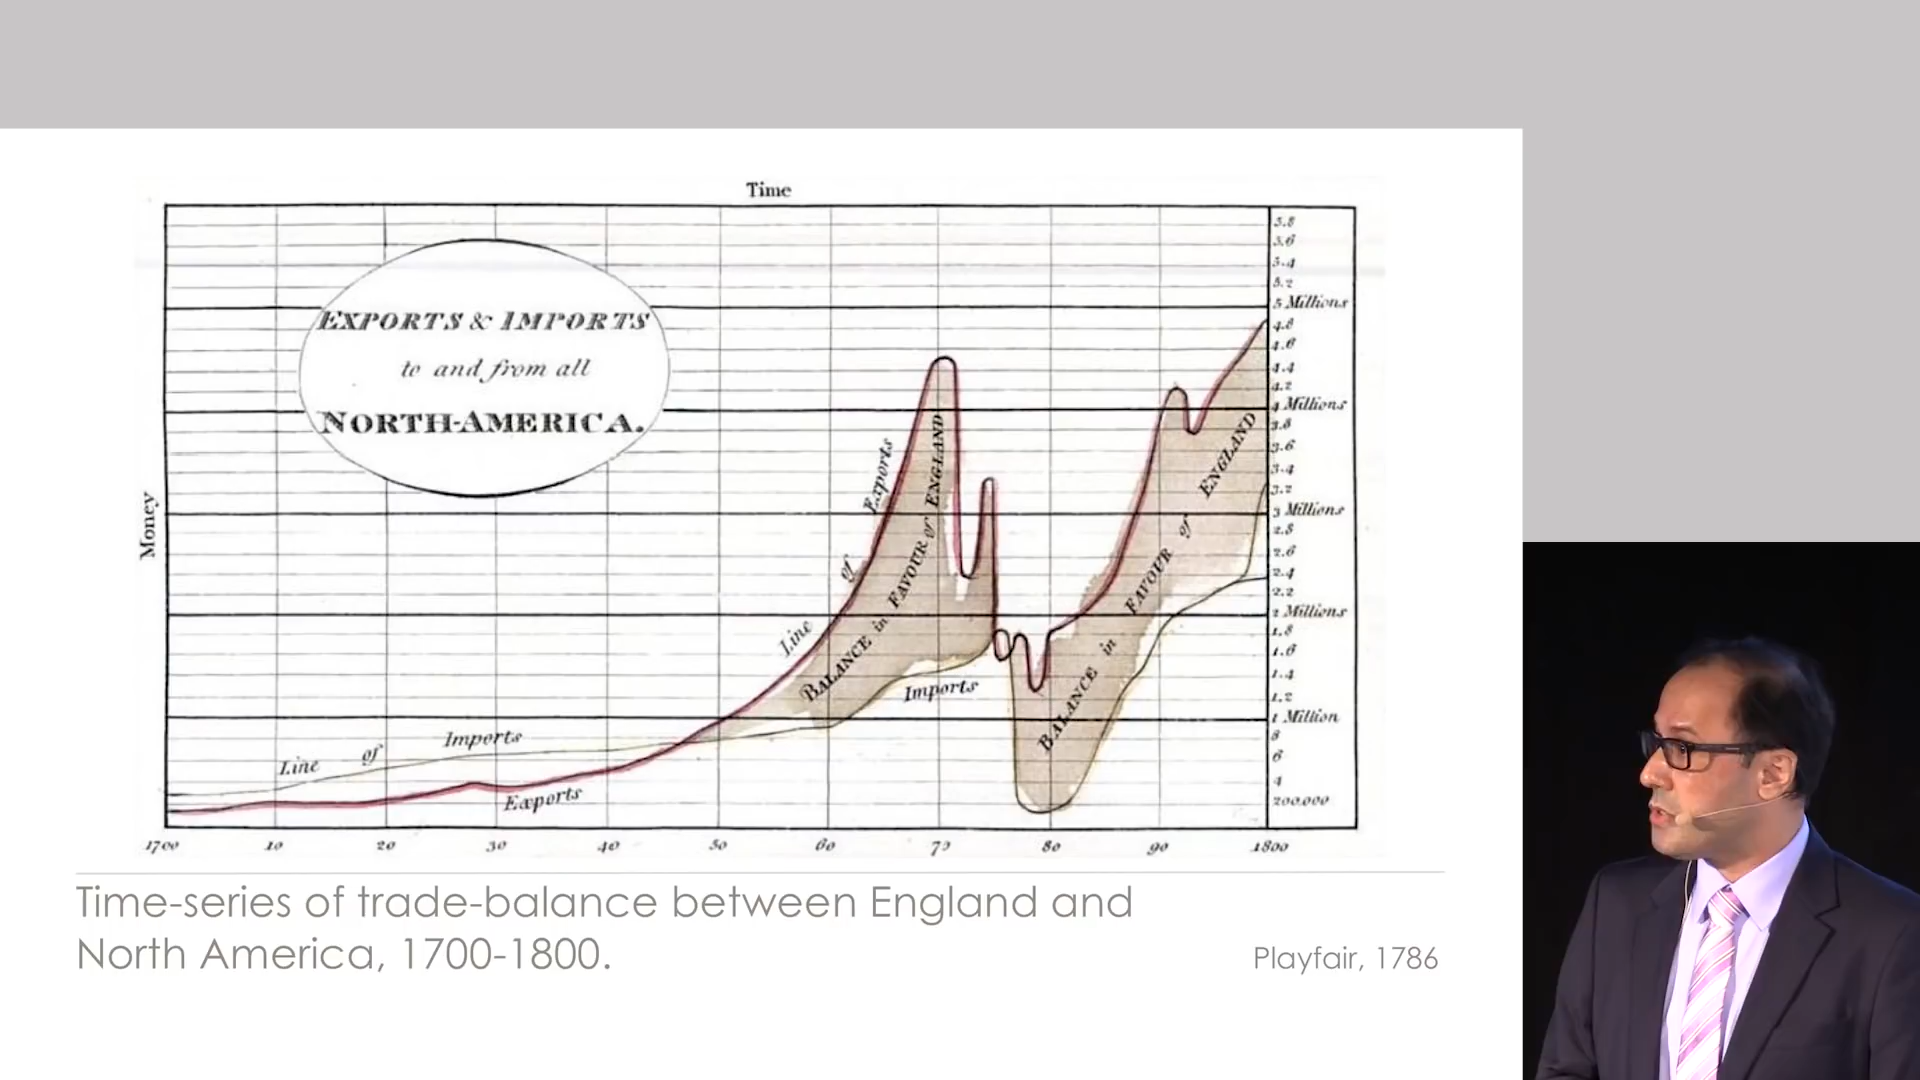 Time
EXPORTS & IMPORTS
to and from all
NORTH-AMERICA.
Money
Line of Imports
Exports
Line of Exports
BALANCE in FAVOUR of ENGLAND
Imports
BALANCE in FAVOUR of ENGLAND
5.8
5.6
5.4
5.2
5 Millions
4.8
4.6
4.4
4.2
4 Millions
3.8
3.6
3.4
3.2
3 Millions
2.8
2.6
2.4
2.2
2 Millions
1.8
1.6
1.4
1.2
1 Million
8
6
4
200.000
1700 10 20 30 40 50 60 70 80 90 1800
Time-series of trade-balance between England and
North America, 1700-1800.
Playfair, 1786